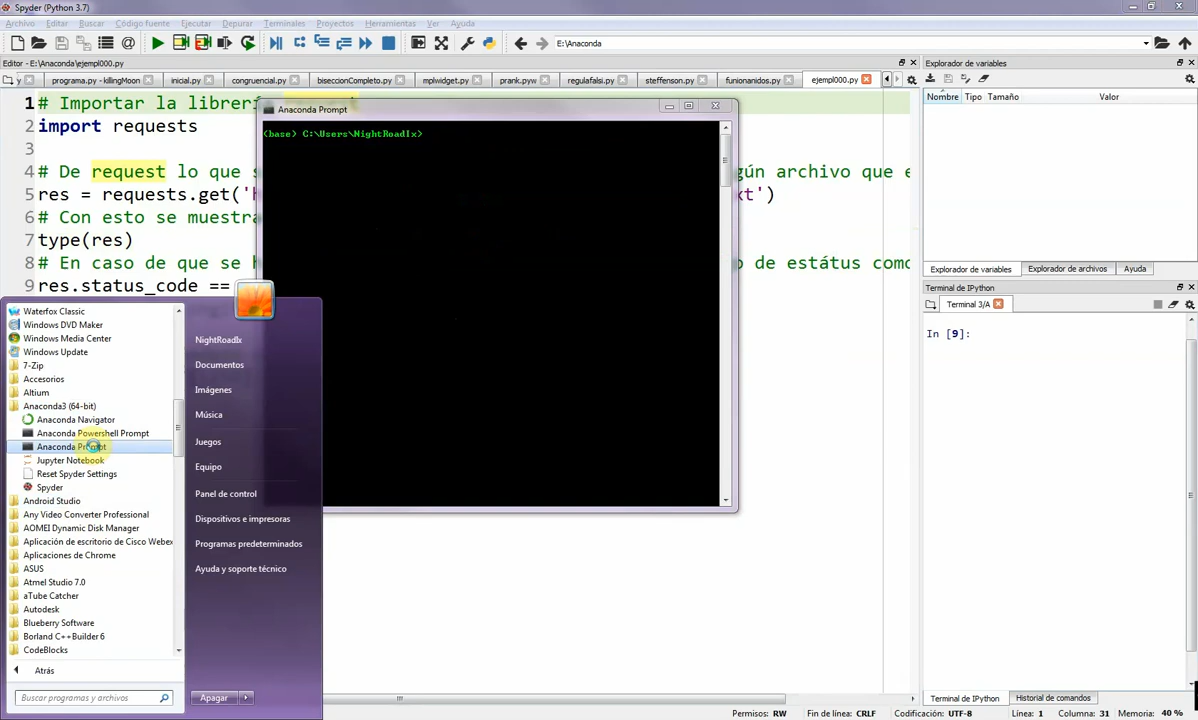 Spyder (Python 3.7)
Archivo Editar Buscar Código fuente Ejecutar Depurar Terminales Proyectos Herramientas Ver Ayuda
E:\Anaconda
Editor - E:\Anaconda\ejempl000.py
programa.py - killingMoon inicial.py congruencial.py biseccionCompleto.py mplwidget.py prank.pyw regulafalsi.py steffenson.py funionanidos.py ejempl000.py
1 # Importar la librerí
2 import requests
4 # De request lo que s gún archivo que e
5 res = requests.get('h xt')
6 # Con esto se muestra
7 type(res)
8 # En caso de que se h o de estátus como
9 res.status_code ==
Anaconda Prompt
(base) C:\Users\NightRoadIx>
Waterfox Classic
Windows DVD Maker
Windows Media Center
Windows Update
7-Zip
Accesorios
Altium
Anaconda3 (64-bit)
Anaconda Navigator
Anaconda Powershell Prompt
Anaconda Prompt
Jupyter Notebook
Reset Spyder Settings
Spyder
Android Studio
Any Video Converter Professional
AOMEI Dynamic Disk Manager
Aplicación de escritorio de Cisco Webex
Aplicaciones de Chrome
ASUS
Atmel Studio 7.0
aTube Catcher
Autodesk
Blueberry Software
Borland C++Builder 6
CodeBlocks
Atrás
Buscar programas y archivos
NightRoadIx
Documentos
Imágenes
Música
Juegos
Equipo
Panel de control
Dispositivos e impresoras
Programas predeterminados
Ayuda y soporte técnico
Apagar
Explorador de variables
Nombre Tipo Tamaño Valor
Explorador de variables Explorador de archivos Ayuda
Terminal de IPython
Terminal 3/A
In [9]:
Terminal de IPython Historial de comandos
Permisos: RW Fin de línea: CRLF Codificación: UTF-8 Línea: 1 Columna: 31 Memoria: 40 %